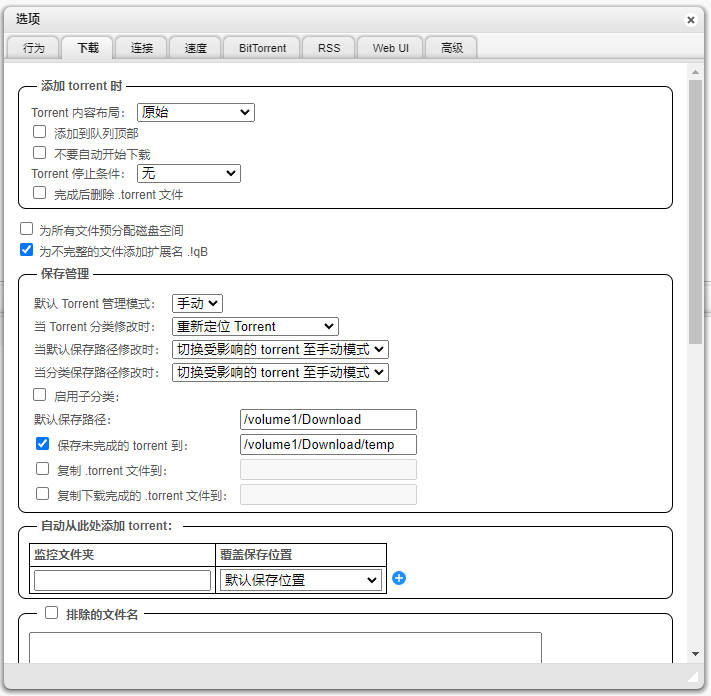 选项
行为 下载 连接 速度 BitTorrent RSS Web UI 高级
添加 torrent 时
Torrent 内容布局： 原始
添加到队列顶部
不要自动开始下载
Torrent 停止条件： 无
完成后删除 .torrent 文件
为所有文件预分配磁盘空间
为不完整的文件添加扩展名 .!qB
保存管理
默认 Torrent 管理模式： 手动
当 Torrent 分类修改时： 重新定位 Torrent
当默认保存路径修改时： 切换受影响的 torrent 至手动模式
当分类保存路径修改时： 切换受影响的 torrent 至手动模式
启用子分类：
默认保存路径： /volume1/Download
保存未完成的 torrent 到： /volume1/Download/temp
复制 .torrent 文件到：
复制下载完成的 .torrent 文件到：
自动从此处添加 torrent：
监控文件夹 覆盖保存位置
默认保存位置
排除的文件名